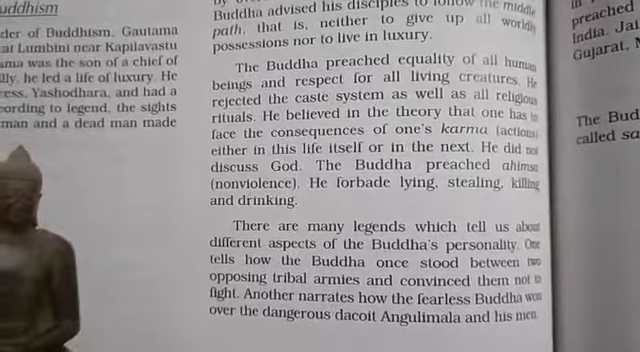 uddhism
der of Buddhism, Gautama
at Lumbini near Kapilavastu
ama was the son of a chief of
lly, he led a life of luxury. He
cess, Yashodhara, and had a
cording to legend, the sights
man and a dead man made
Buddha advised his disciples to follow the middle
path, that is, neither to give up all worldly
possessions nor to live in luxury.
The Buddha preached equality of all human
beings and respect for all living creatures. He
rejected the caste system as well as all religious
rituals. He believed in the theory that one has to
face the consequences of one's karma (actions)
either in this life itself or in the next. He did not
discuss God. The Buddha preached ahimsa
(nonviolence). He forbade lying, stealing, killing
and drinking.
There are many legends which tell us about
different aspects of the Buddha's personality. One
tells how the Buddha once stood between two
opposing tribal armies and convinced them not to
fight. Another narrates how the fearless Buddha won
over the dangerous dacoit Angulimala and his men
preached
India. Jai
Gujarat,
The Bud
called sa